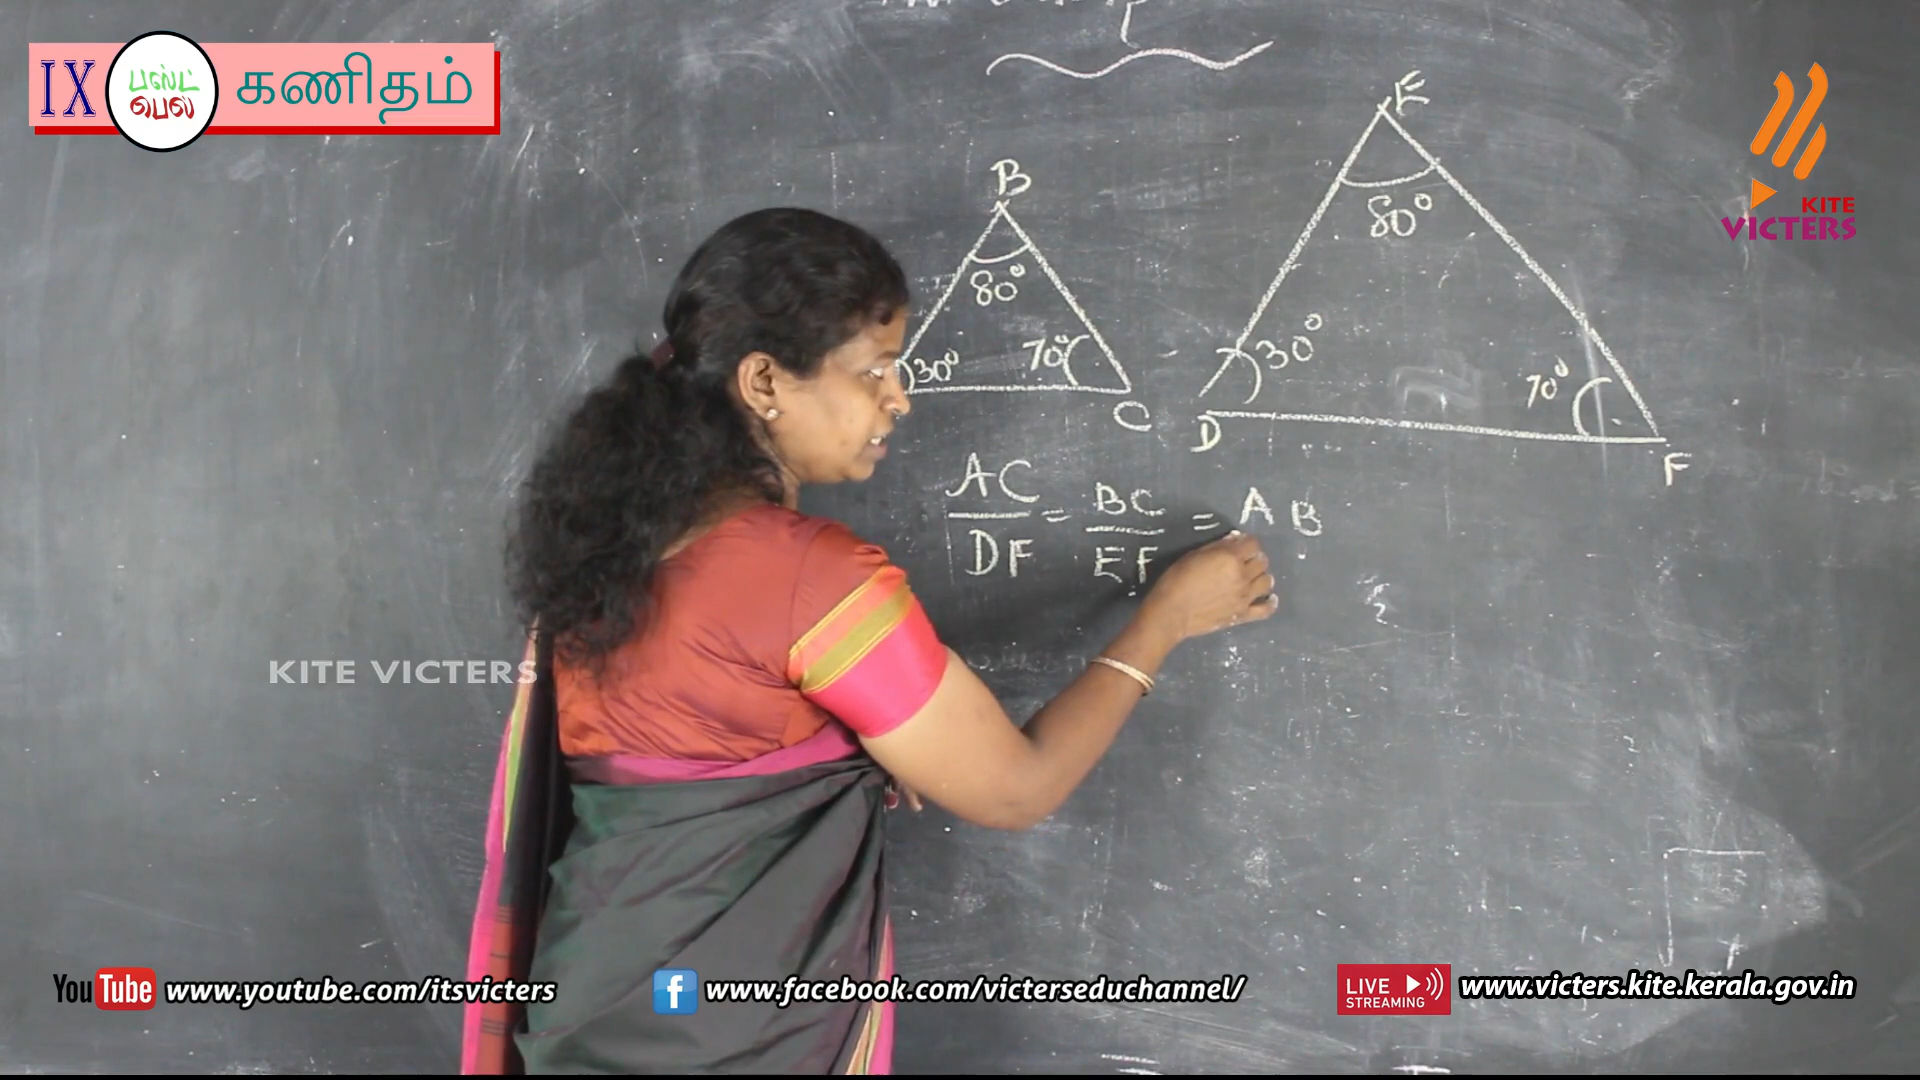 IX பஸ்ட் பெல் கணிதம்
E
B
80°
KITE
VICTERS
80°
30° 70°
30°
70°
C
D
F
AC/DF = BC/EF = AB
KITE VICTERS
YouTube www.youtube.com/itsvicters
f www.facebook.com/victerseduchannel/
LIVE STREAMING www.victers.kite.kerala.gov.in